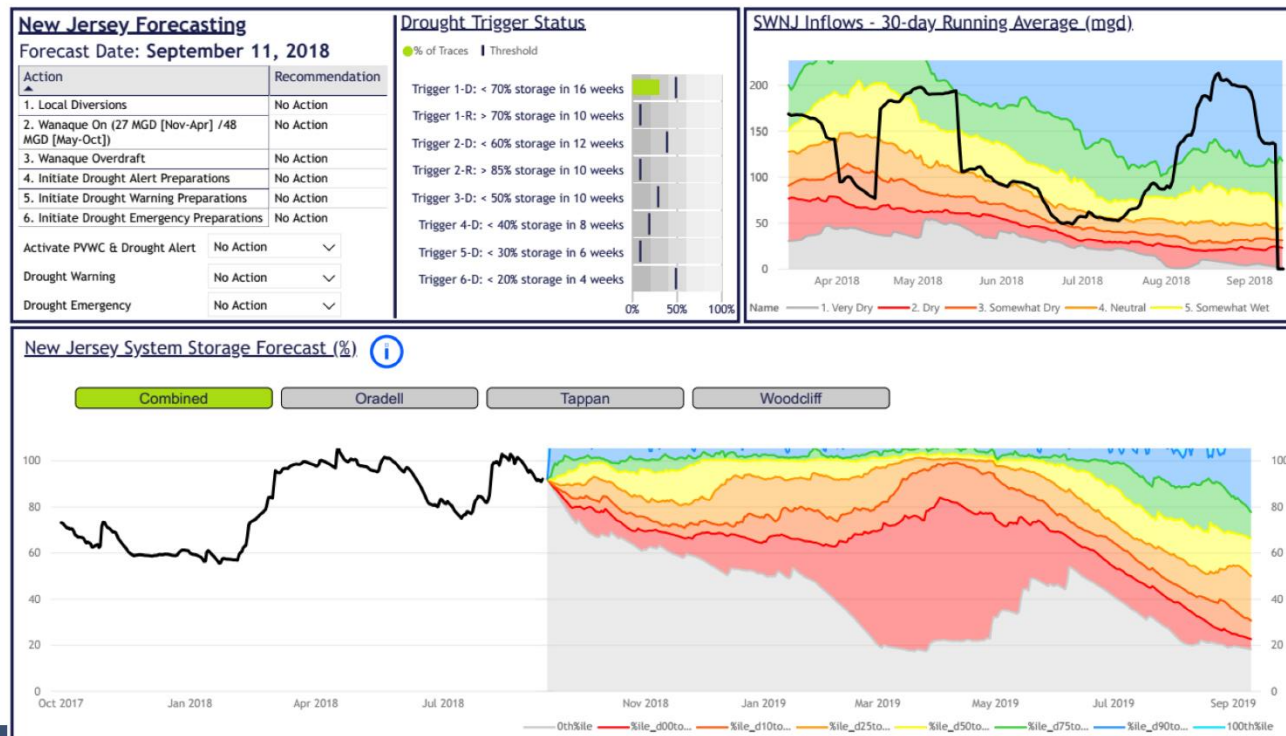 New Jersey Forecasting
Forecast Date: September 11, 2018
Action
Recommendation
1. Local Diversions
No Action
2. Wanaque On (27 MGD [Nov-Apr] /48
MGD [May-Oct])
No Action
3. Wanaque Overdraft
No Action
4. Initiate Drought Alert Preparations
No Action
5. Initiate Drought Warning Preparations
No Action
6. Initiate Drought Emergency Preparations
No Action
Activate PVWC & Drought Alert
No Action
Drought Warning
No Action
Drought Emergency
No Action
Drought Trigger Status
% of Traces
Threshold
Trigger 1-D: < 70% storage in 16 weeks
Trigger 1-R: > 70% storage in 10 weeks
Trigger 2-D: < 60% storage in 12 weeks
Trigger 2-R: > 85% storage in 10 weeks
Trigger 3-D: < 50% storage in 10 weeks
Trigger 4-D: < 40% storage in 8 weeks
Trigger 5-D: < 30% storage in 6 weeks
Trigger 6-D: < 20% storage in 4 weeks
0% 50% 100%
SWNJ Inflows - 30-day Running Average (mgd)
200
150
100
50
0
Apr 2018 May 2018 Jun 2018 Jul 2018 Aug 2018 Sep 2018
Name 1. Very Dry 2. Dry 3. Somewhat Dry 4. Neutral 5. Somewhat Wet
New Jersey System Storage Forecast (%)
i
Combined Oradell Tappan Woodcliff
100
80
60
40
20
0
100
80
60
40
20
0
Oct 2017 Jan 2018 Apr 2018 Jul 2018 Nov 2018 Jan 2019 Mar 2019 May 2019 Jul 2019 Sep 2019
0th%ile %ile_d00to... %ile_d10to... %ile_d25to... %ile_d50to... %ile_d75to... %ile_d90to... 100th%ile